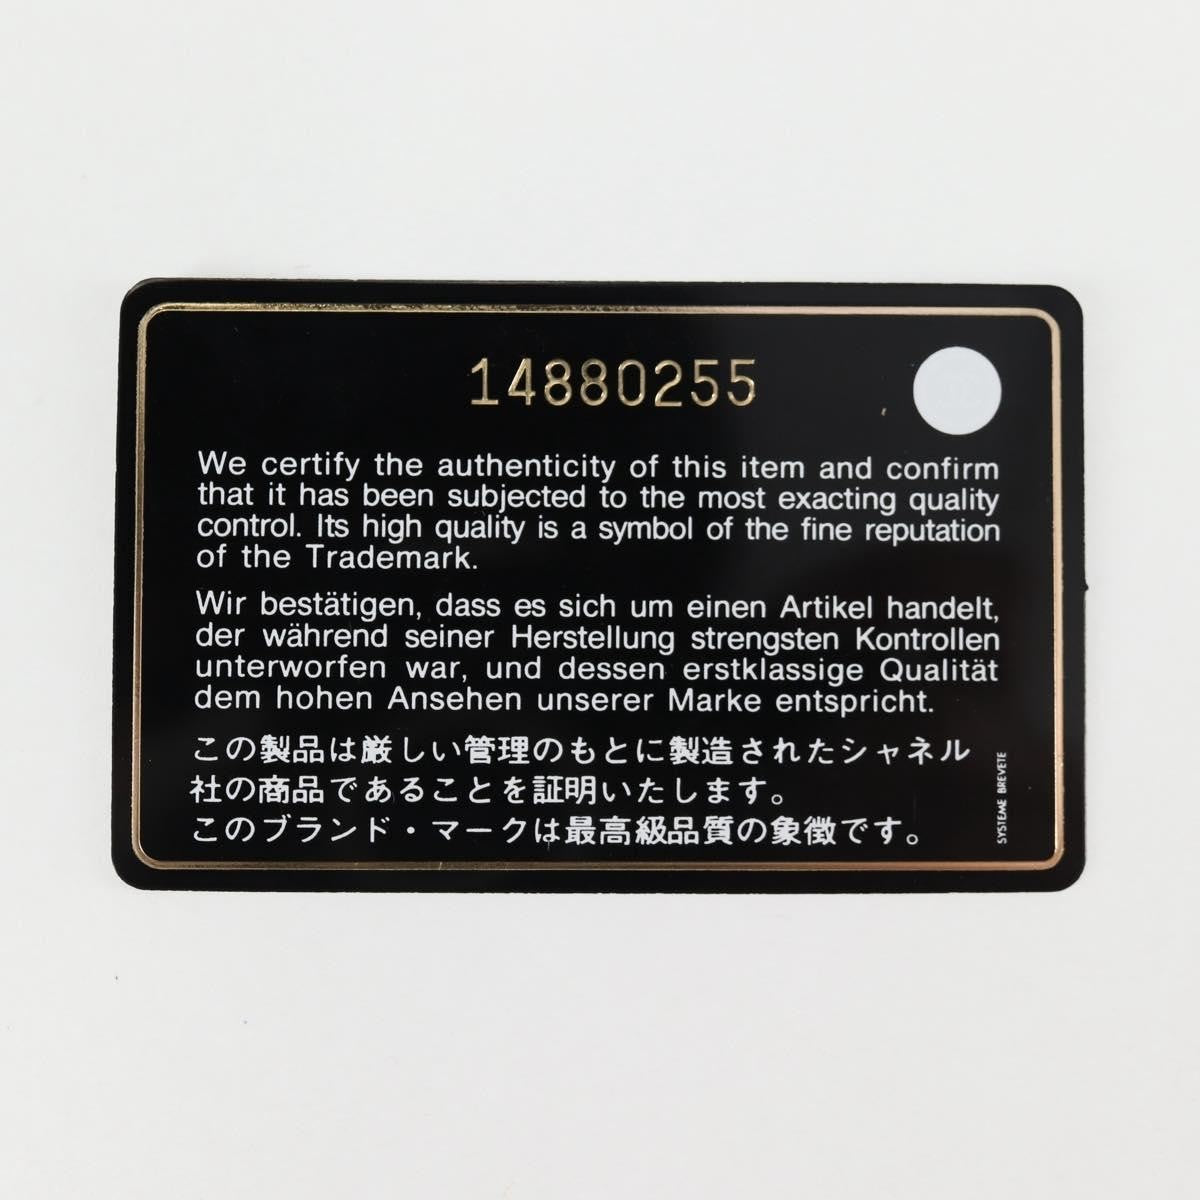 14880255
We certify the authenticity of this item and confirm
that it has been subjected to the most exacting quality
control. Its high quality is a symbol of the fine reputation
of the Trademark.
Wir bestätigen, dass es sich um einen Artikel handelt,
der während seiner Herstellung strengsten Kontrollen
unterworfen war, und dessen erstklassige Qualität
dem hohen Ansehen unserer Marke entspricht.
この製品は厳しい管理のもとに製造されたシャネル
社の商品であることを証明いたします。
このブランド・マークは最高級品質の象徴です。
SYSTEME BREVETE